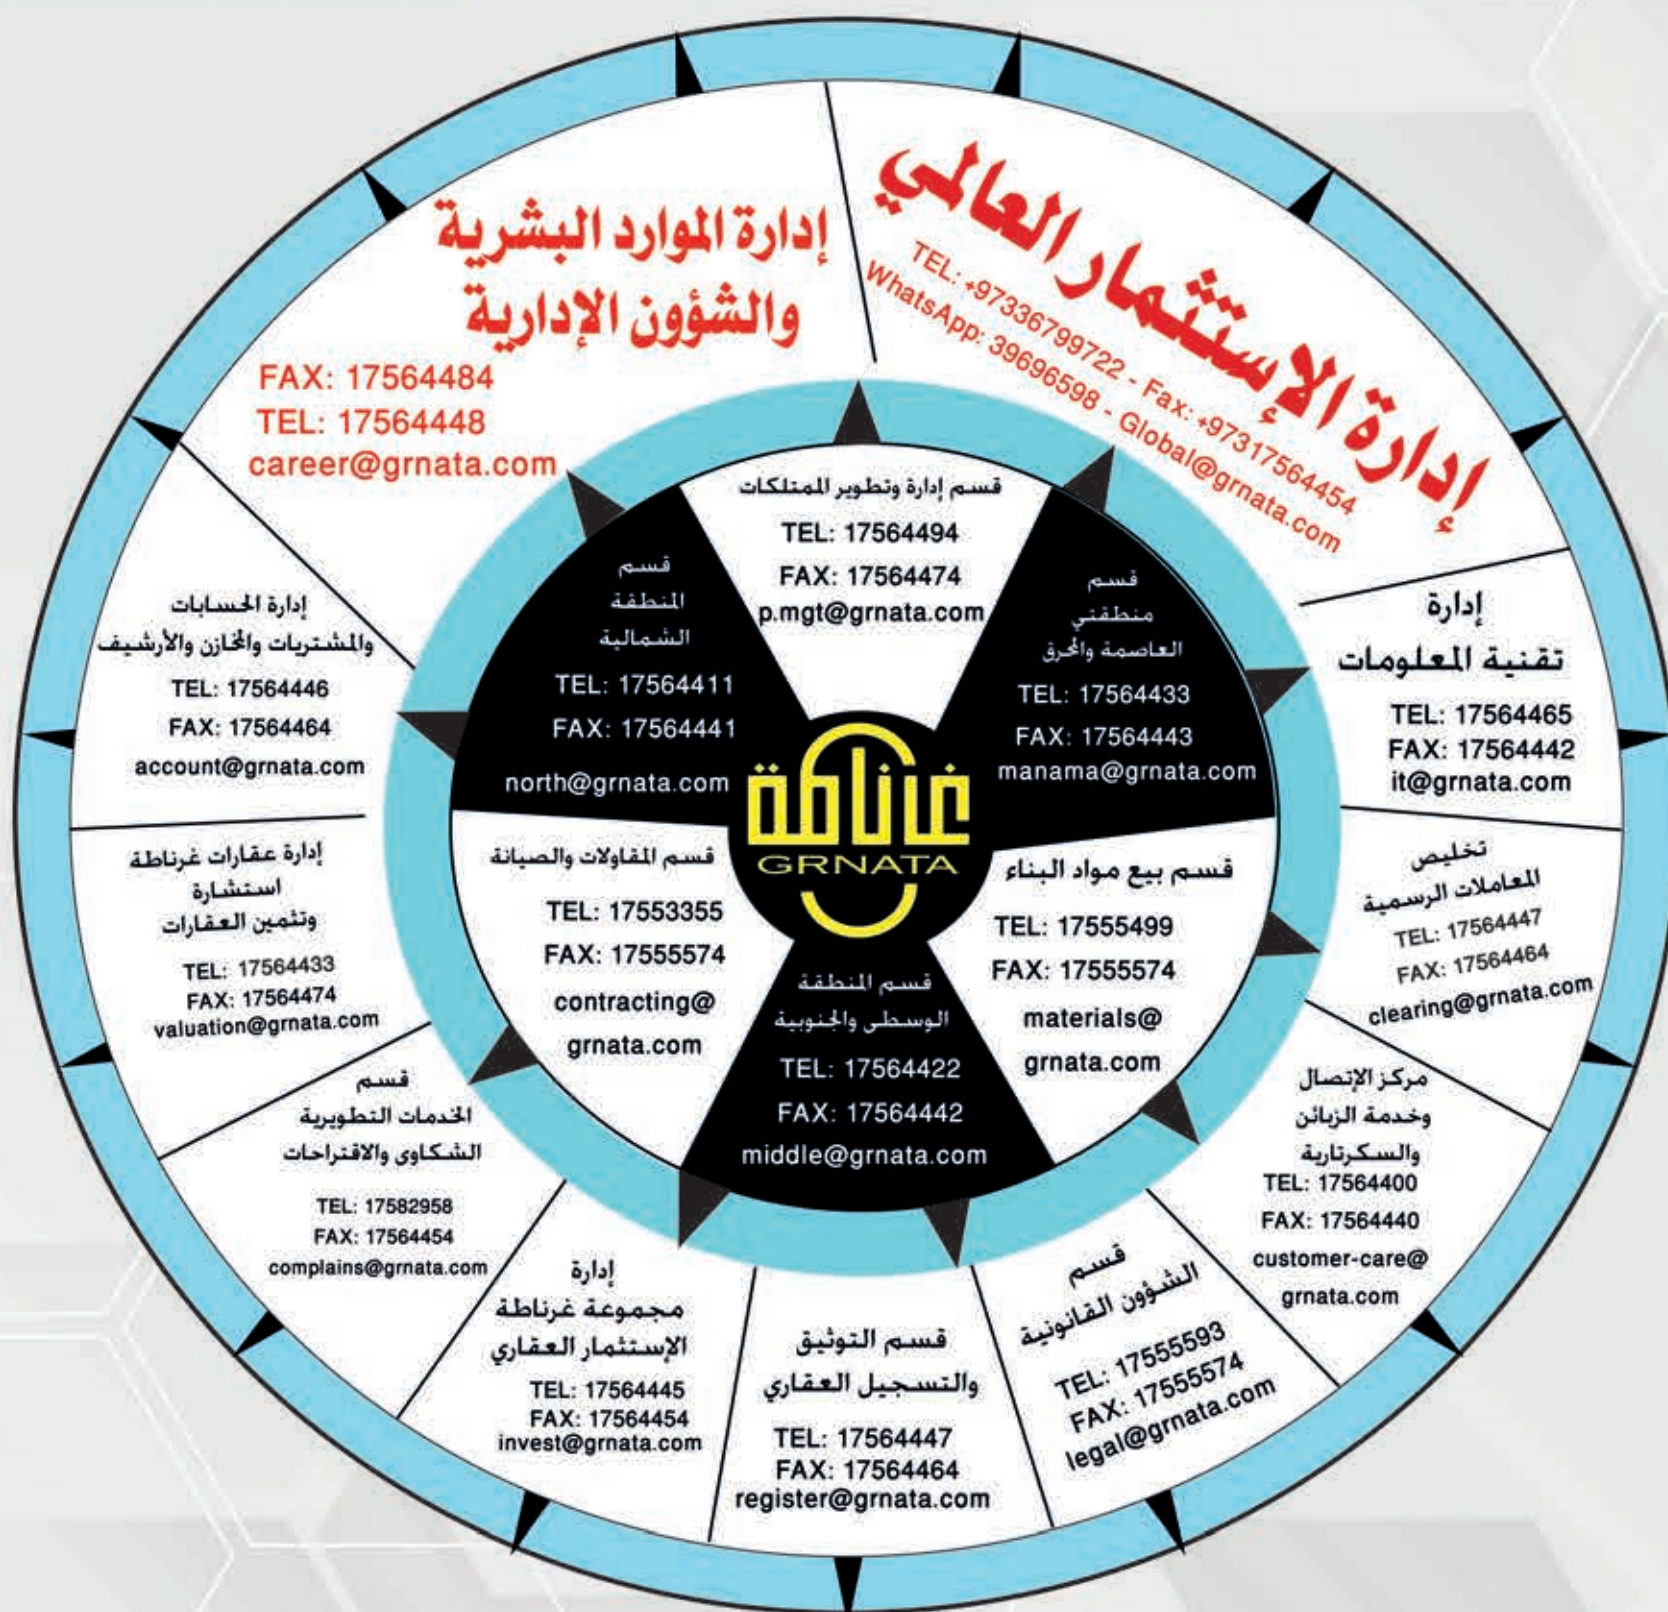 إدارة الموارد البشرية
والشؤون الإدارية
FAX: 17564484
TEL: 17564448
career@grnata.com
إدارة الإستثمار العالمي
TEL: +97336799722 - Fax: +97317564454
WhatsApp: 39696598 - Global@grnata.com
إدارة
تقنية المعلومات
TEL: 17564465
FAX: 17564442
it@grnata.com
تخليص
المعاملات الرسمية
TEL: 17564447
FAX: 17564464
clearing@grnata.com
مركز الإتصال
وخدمة الزبائن
والسكرتارية
TEL: 17564400
FAX: 17564440
customer-care@
grnata.com
قسم
الشؤون القانونية
TEL: 17555593
FAX: 17555574
legal@grnata.com
قسم التوثيق
والتسجيل العقاري
TEL: 17564447
FAX: 17564464
register@grnata.com
إدارة
مجموعة غرناطة
الإستثمار العقاري
TEL: 17564445
FAX: 17564454
invest@grnata.com
قسم
الخدمات التطويرية
الشكاوى والاقتراحات
TEL: 17582958
FAX: 17564454
complains@grnata.com
إدارة عقارات غرناطة
استشارة
وتثمين العقارات
TEL: 17564433
FAX: 17564474
valuation@grnata.com
إدارة الحسابات
والمشتريات والمخازن والأرشيف
TEL: 17564446
FAX: 17564464
account@grnata.com
قسم إدارة وتطوير الممتلكات
TEL: 17564494
FAX: 17564474
p.mgt@grnata.com
قسم
منطقتي
العاصمة والمحرق
TEL: 17564433
FAX: 17564443
manama@grnata.com
قسم بيع مواد البناء
TEL: 17555499
FAX: 17555574
materials@
grnata.com
قسم المنطقة
الوسطى والجنوبية
TEL: 17564422
FAX: 17564442
middle@grnata.com
قسم المقاولات والصيانة
TEL: 17553355
FAX: 17555574
contracting@
grnata.com
قسم
المنطقة
الشمالية
TEL: 17564411
FAX: 17564441
north@grnata.com
غرناطة
GRNATA